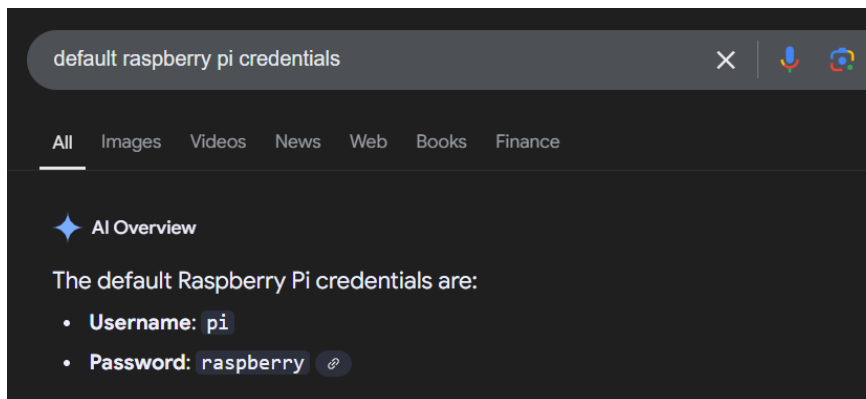 default raspberry pi credentials
All Images Videos News Web Books Finance
AI Overview
The default Raspberry Pi credentials are:
• Username: pi
• Password: raspberry